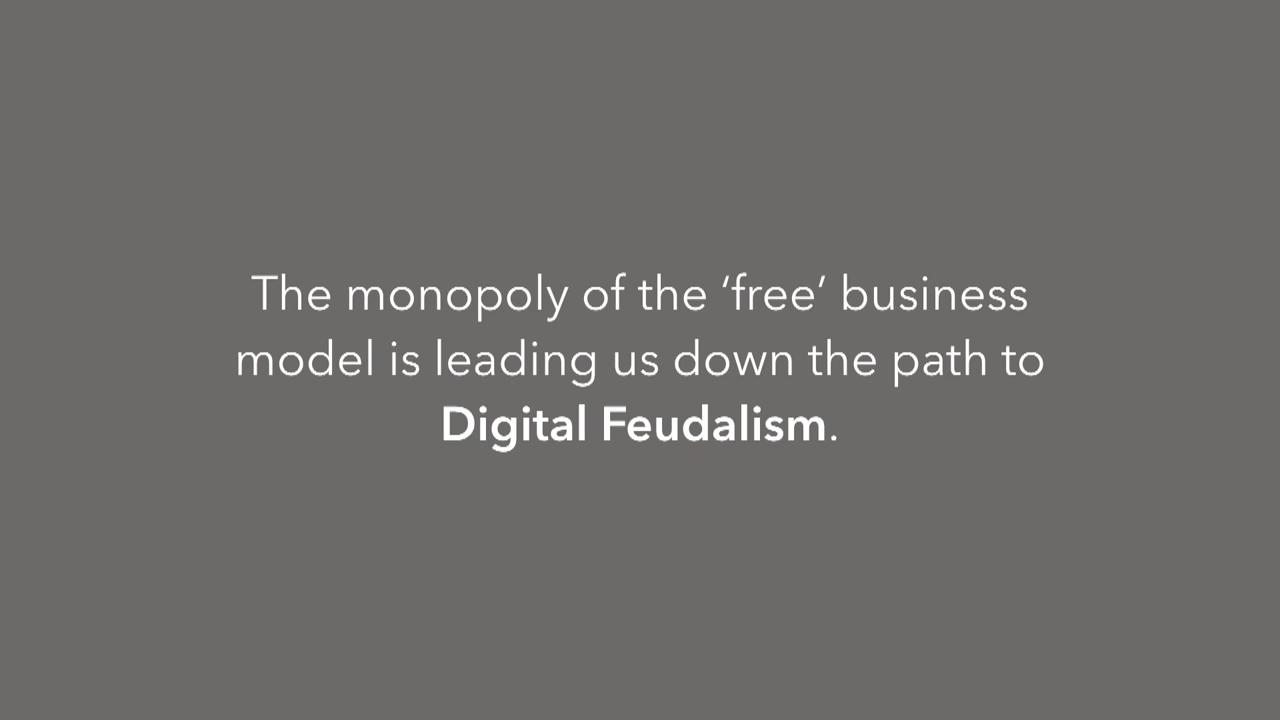 The monopoly of the ‘free’ business
model is leading us down the path to
Digital Feudalism.